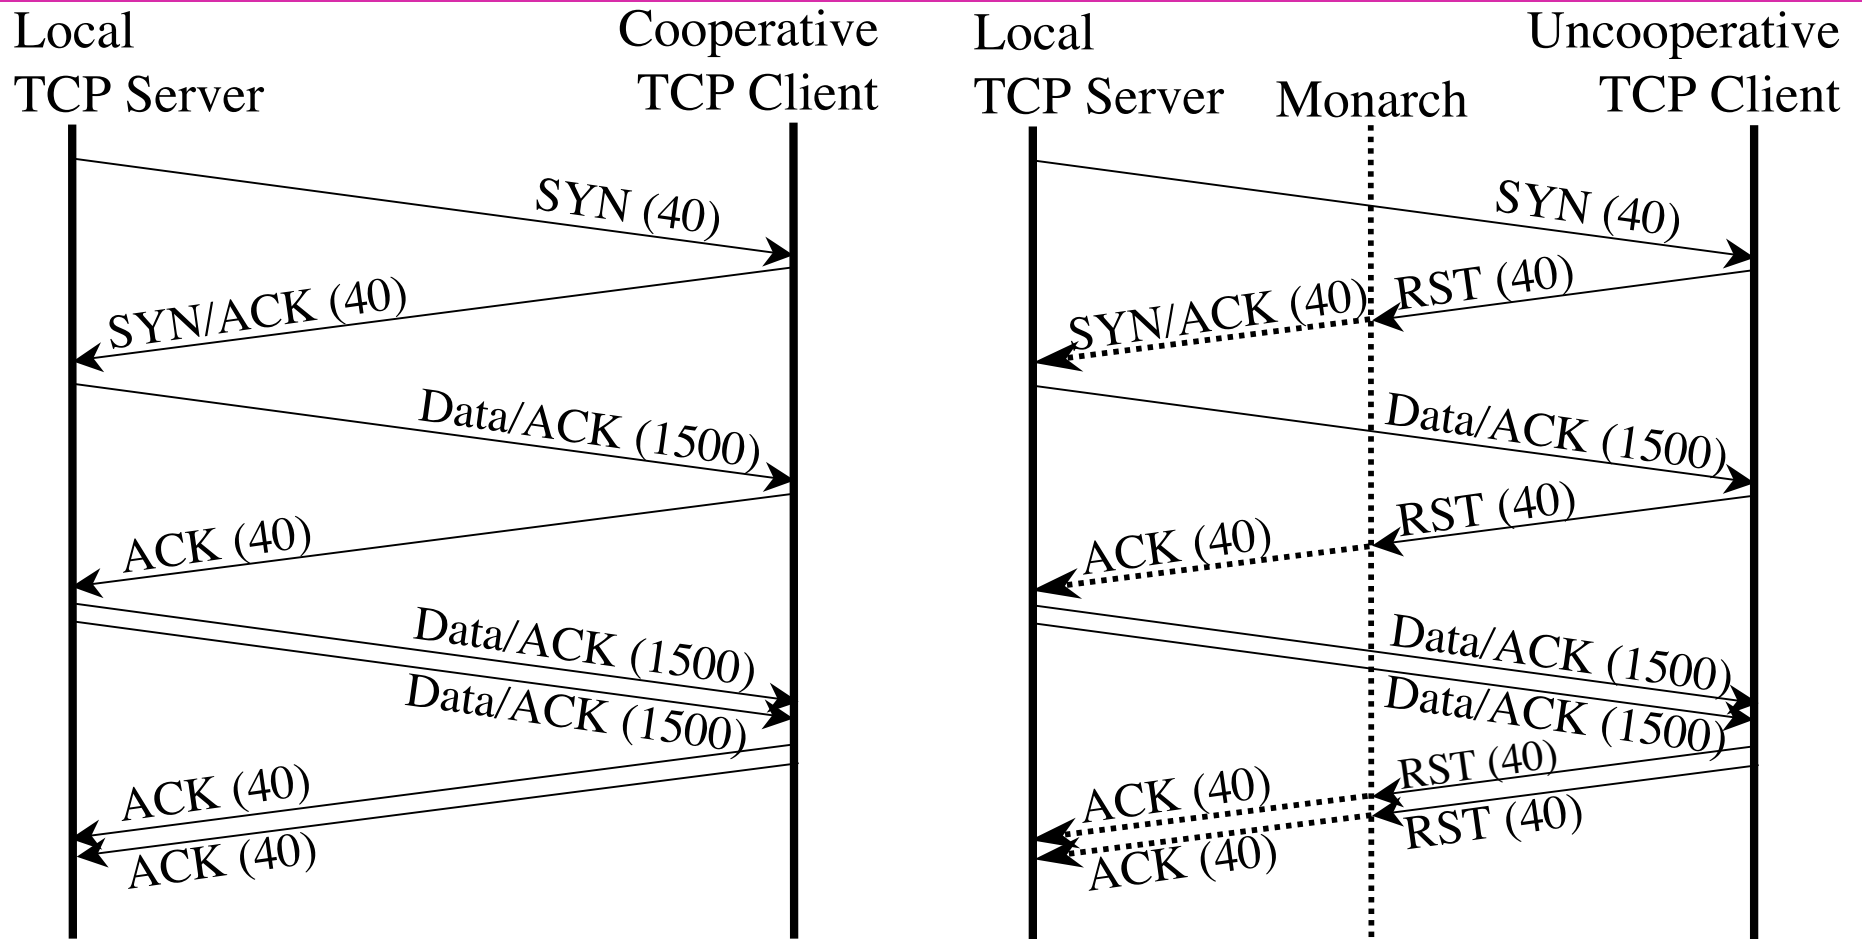 Local
TCP Server
Cooperative
TCP Client
SYN (40)
SYN/ACK (40)
Data/ACK (1500)
ACK (40)
Data/ACK (1500)
Data/ACK (1500)
ACK (40)
ACK (40)
Local
TCP Server
Monarch
Uncooperative
TCP Client
SYN (40)
RST (40)
SYN/ACK (40)
Data/ACK (1500)
RST (40)
ACK (40)
Data/ACK (1500)
Data/ACK (1500)
RST (40)
ACK (40)
RST (40)
ACK (40)